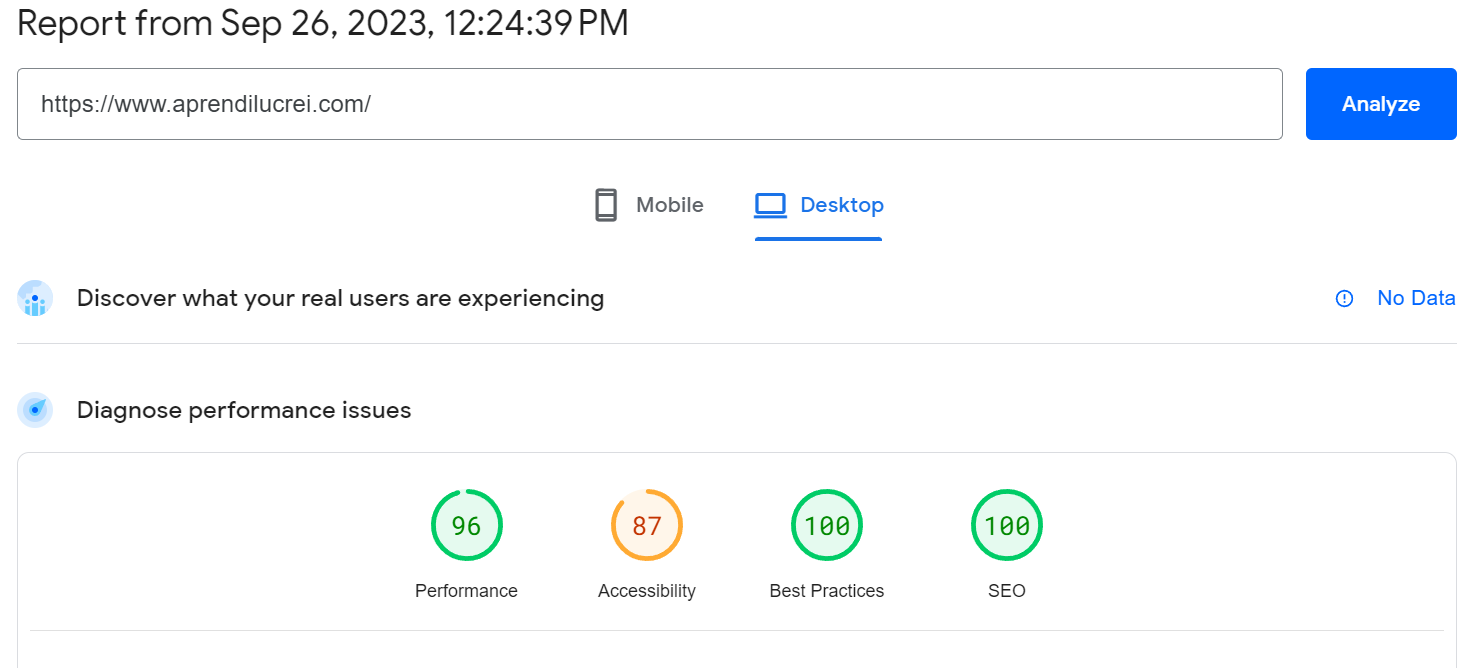 Report from Sep 26, 2023, 12:24:39 PM
https://www.aprendilucrei.com/
Analyze
Mobile
Desktop
Discover what your real users are experiencing
No Data
Diagnose performance issues
96
87
100
100
Performance
Accessibility
Best Practices
SEO